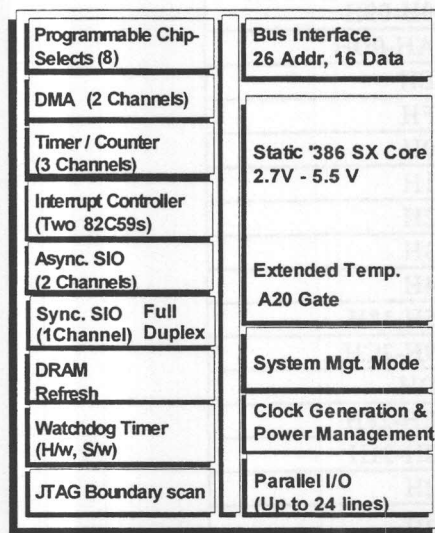 Programmable Chip-
Selects (8)
DMA (2 Channels)
Timer / Counter
(3 Channels)
Interrupt Controller
(Two 82C59s)
Async. SIO
(2 Channels)
Sync. SIO Full
(1Channel) Duplex
DRAM
Refresh
Watchdog Timer
(H/w, S/w)
JTAG Boundary scan
Bus Interface.
26 Addr, 16 Data
Static '386 SX Core
2.7V - 5.5 V
Extended Temp.
A20 Gate
System Mgt. Mode
Clock Generation &
Power Management
Parallel I/O
(Up to 24 lines)